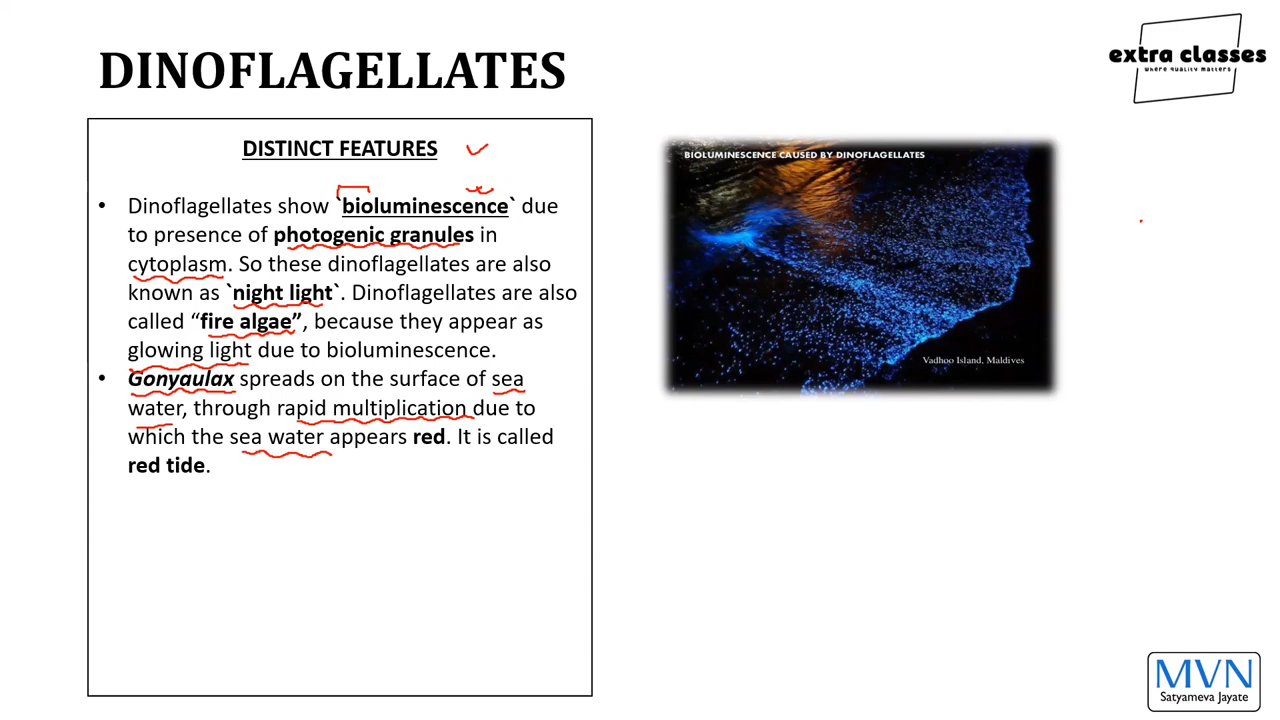 DINOFLAGELLATES
extra classes
where quality matters
DISTINCT FEATURES
• Dinoflagellates show `bioluminescence` due
to presence of photogenic granules in
cytoplasm. So these dinoflagellates are also
known as `night light`. Dinoflagellates are also
called “fire algae”, because they appear as
glowing light due to bioluminescence.
• Gonyaulax spreads on the surface of sea
water, through rapid multiplication due to
which the sea water appears red. It is called
red tide.
BIOLUMINESCENCE CAUSED BY DINOFLAGELLATES
Vadhoo Island, Maldives
MVN
Satyameva Jayate